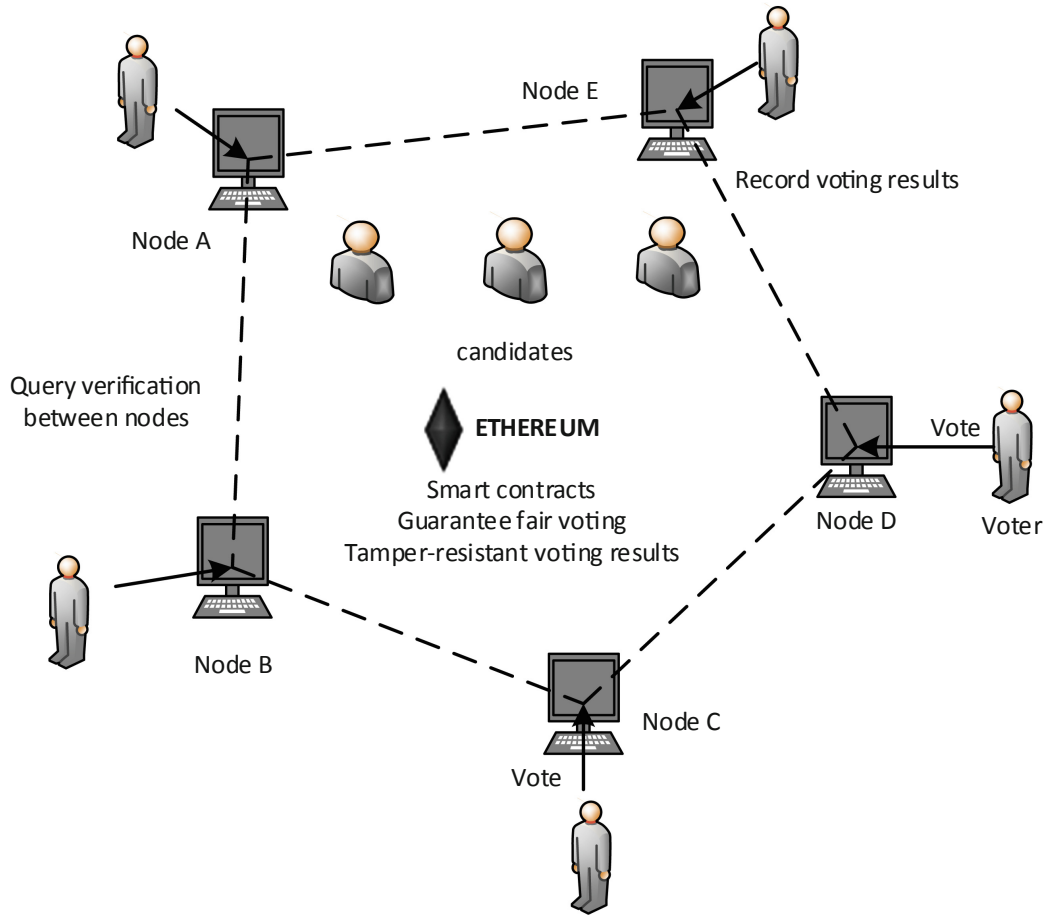 Node E
Record voting results
Node A
candidates
Query verification
between nodes
ETHEREUM
Vote
Smart contracts
Guarantee fair voting
Tamper-resistant voting results
Node D
Voter
Node B
Node C
Vote